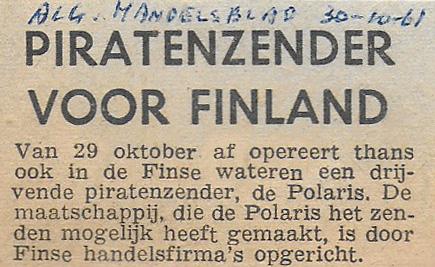 ALG. HANDELSBLAD 30-10-61
PIRATENZENDER
VOOR FINLAND
Van 29 oktober af opereert thans
ook in de Finse wateren een drij-
vende piratenzender, de Polaris. De
maatschappij, die de Polaris het zen-
den mogelijk heeft gemaakt, is door
Finse handelsfirma's opgericht.